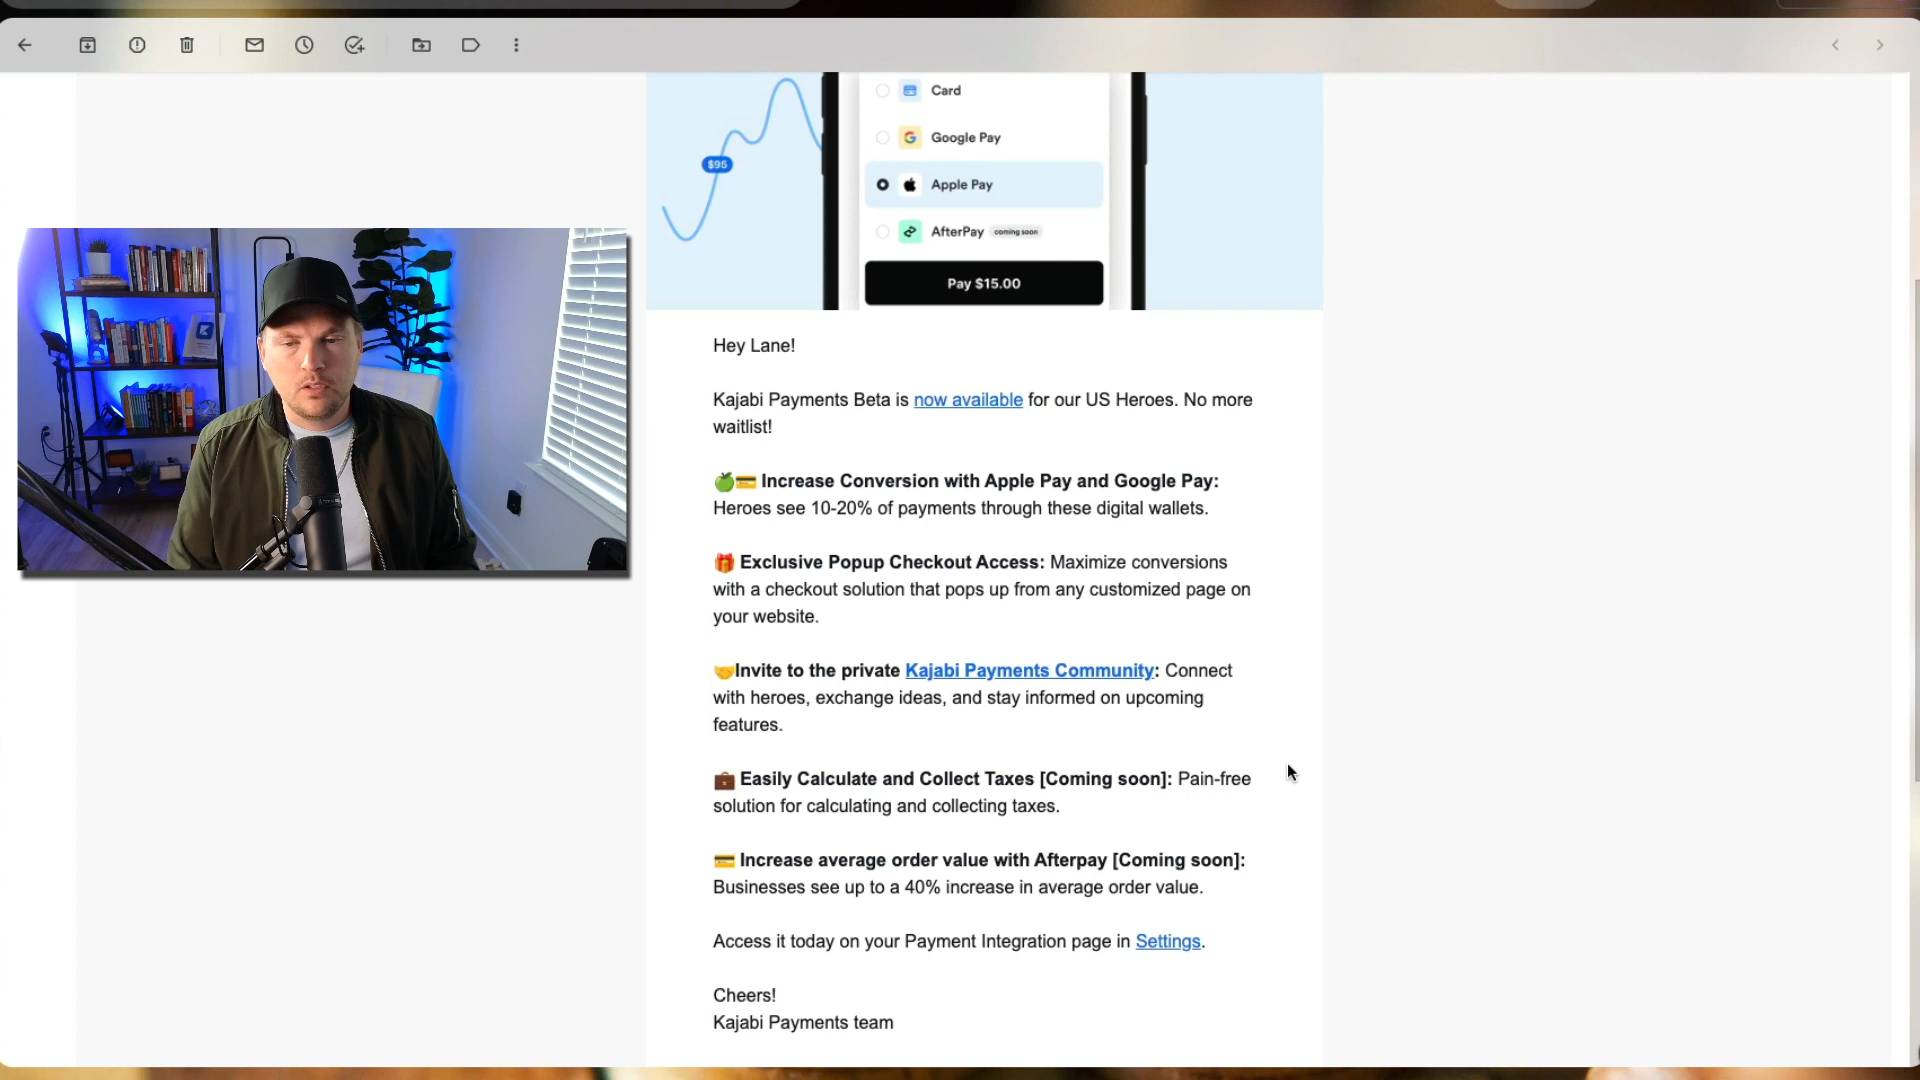 Card
Google Pay
$95
Apple Pay
AfterPay coming soon
Pay $15.00
Hey Lane!
Kajabi Payments Beta is now available for our US Heroes. No more
waitlist!
🍏💳 Increase Conversion with Apple Pay and Google Pay:
Heroes see 10-20% of payments through these digital wallets.
🎁 Exclusive Popup Checkout Access: Maximize conversions
with a checkout solution that pops up from any customized page on
your website.
🤝Invite to the private Kajabi Payments Community: Connect
with heroes, exchange ideas, and stay informed on upcoming
features.
💼 Easily Calculate and Collect Taxes [Coming soon]: Pain-free
solution for calculating and collecting taxes.
💳 Increase average order value with Afterpay [Coming soon]:
Businesses see up to a 40% increase in average order value.
Access it today on your Payment Integration page in Settings.
Cheers!
Kajabi Payments team